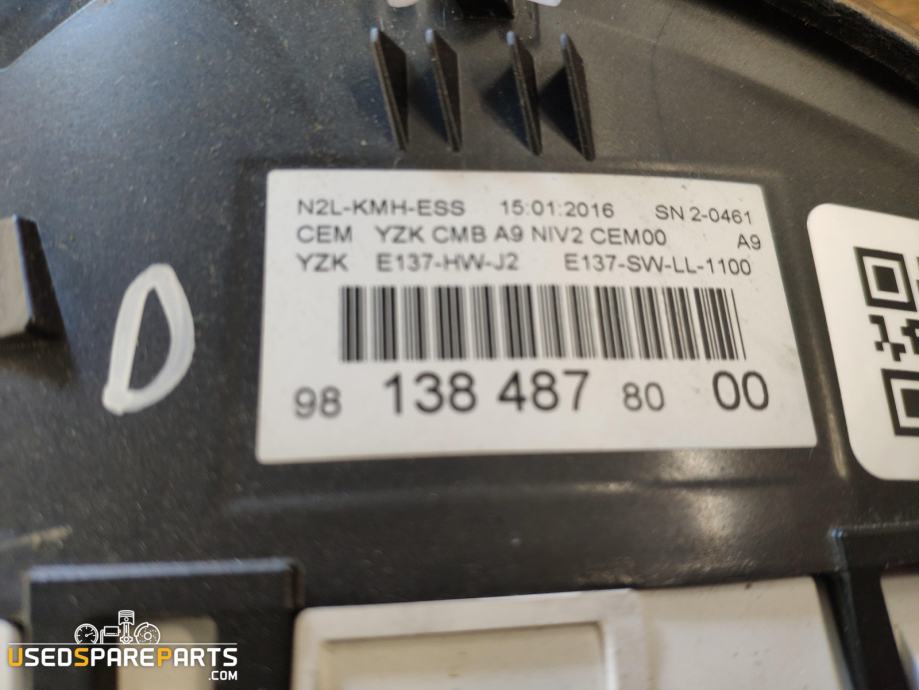 N2L-KMH-ESS 15:01:2016 SN 2-0461
CEM YZK CMB A9 NIV2 CEM00 A9
YZK E137-HW-J2 E137-SW-LL-1100
98 138 487 80 00
D
USEDSPAREPARTS
.COM